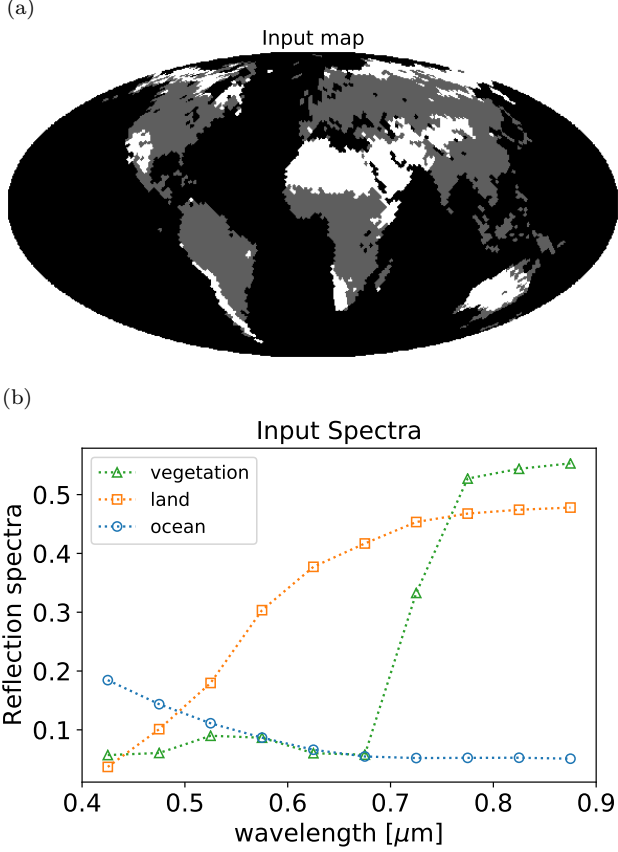 (a)
Input map
(b)
Input Spectra
vegetation
land
ocean
Reflection spectra
0.5
0.4
0.3
0.2
0.1
0.4 0.5 0.6 0.7 0.8 0.9
wavelength [μm]